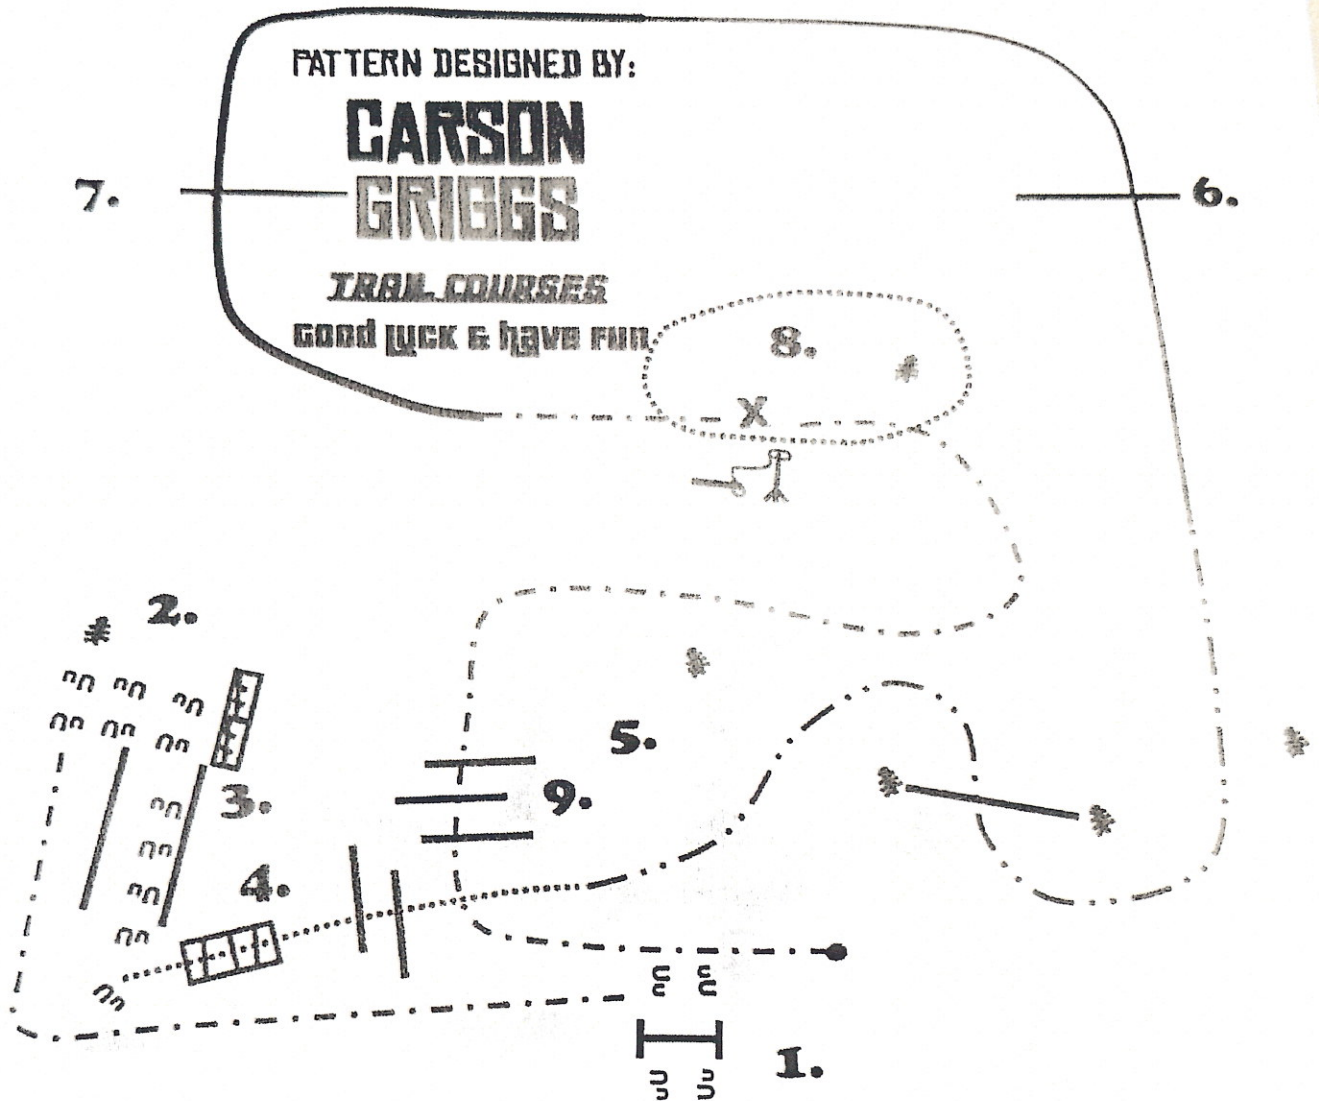 PATTERN DESIGNED BY:
CARSON
GRIGGS
TRAIL COURSES
GOOD LUCK & HAVE FUN
7.
6.
8.
X
2.
5.
3.
9.
4.
1.